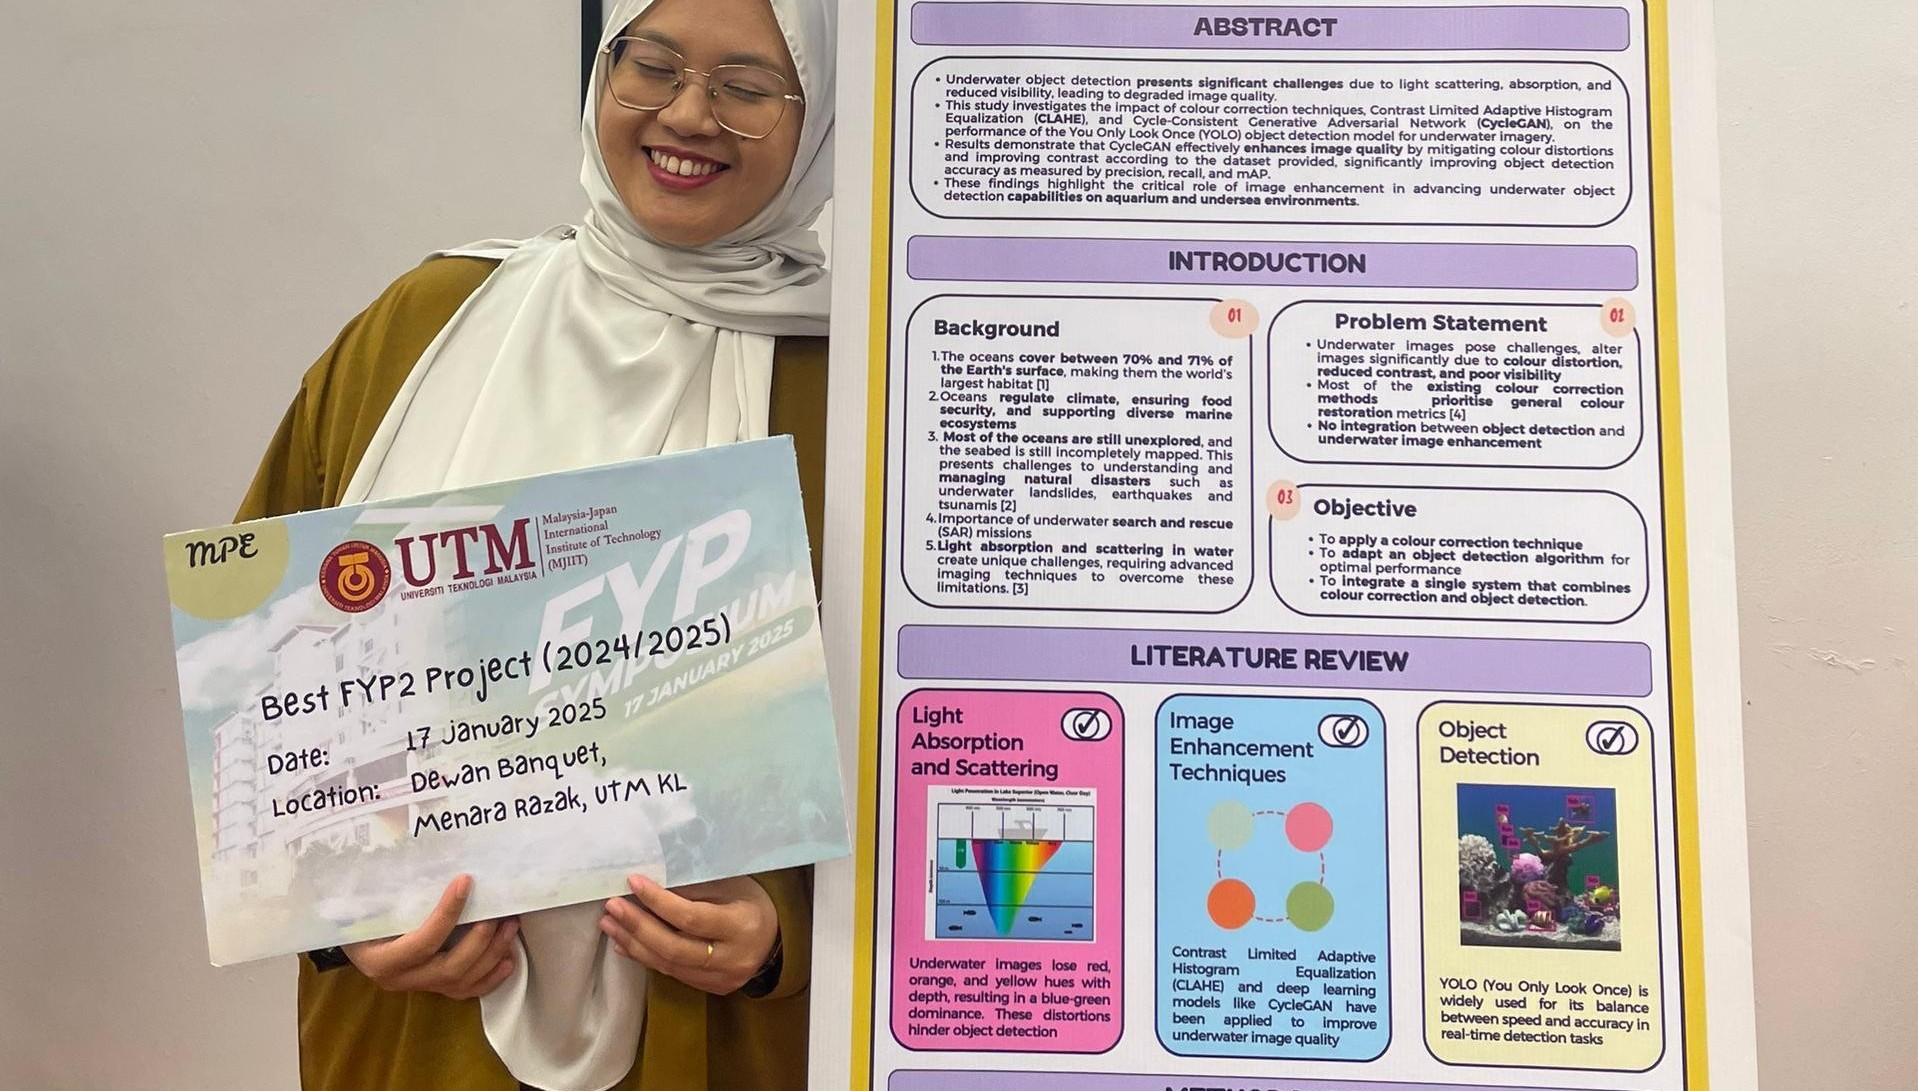 MPE
UTM
UNIVERSITI TEKNOLOGI MALAYSIA
Malaysia-Japan
International
Institute of Technology
(MJIIT)
FYP
SYMPOSIUM
17 JANUARY 2025
Best FYP2 Project (2024/2025)
Date: 17 January 2025
Location: Dewan Banquet,
Menara Razak, UTM KL
ABSTRACT
• Underwater object detection presents significant challenges due to light scattering, absorption, and
reduced visibility, leading to degraded image quality.
• This study investigates the impact of colour correction techniques, Contrast Limited Adaptive Histogram
Equalization (CLAHE), and Cycle-Consistent Generative Adversarial Network (CycleGAN), on the
performance of the You Only Look Once (YOLO) object detection model for underwater imagery.
• Results demonstrate that CycleGAN effectively enhances image quality by mitigating colour distortions
and improving contrast according to the dataset provided, significantly improving object detection
accuracy as measured by precision, recall, and mAP.
• These findings highlight the critical role of image enhancement in advancing underwater object
detection capabilities on aquarium and undersea environments.
INTRODUCTION
01
Background
1.The oceans cover between 70% and 71% of
the Earth's surface, making them the world's
largest habitat [1]
2.Oceans regulate climate, ensuring food
security, and supporting diverse marine
ecosystems
3. Most of the oceans are still unexplored, and
the seabed is still incompletely mapped. This
presents challenges to understanding and
managing natural disasters such as
underwater landslides, earthquakes and
tsunamis [2]
4.Importance of underwater search and rescue
(SAR) missions
5.Light absorption and scattering in water
create unique challenges, requiring advanced
imaging techniques to overcome these
limitations. [3]
02
Problem Statement
• Underwater images pose challenges, alter
images significantly due to colour distortion,
reduced contrast, and poor visibility
• Most of the existing colour correction
methods prioritise general colour
restoration metrics [4]
• No integration between object detection and
underwater image enhancement
03
Objective
• To apply a colour correction technique
• To adapt an object detection algorithm for
optimal performance
• To integrate a single system that combines
colour correction and object detection.
LITERATURE REVIEW
Light
Absorption
and Scattering
Light Penetration in Lake Superior (Open Water, Clear Day)
Underwater images lose red,
orange, and yellow hues with
depth, resulting in a blue-green
dominance. These distortions
hinder object detection
Image
Enhancement
Techniques
Contrast Limited Adaptive
Histogram Equalization
(CLAHE) and deep learning
models like CycleGAN have
been applied to improve
underwater image quality
Object
Detection
YOLO (You Only Look Once) is
widely used for its balance
between speed and accuracy in
real-time detection tasks